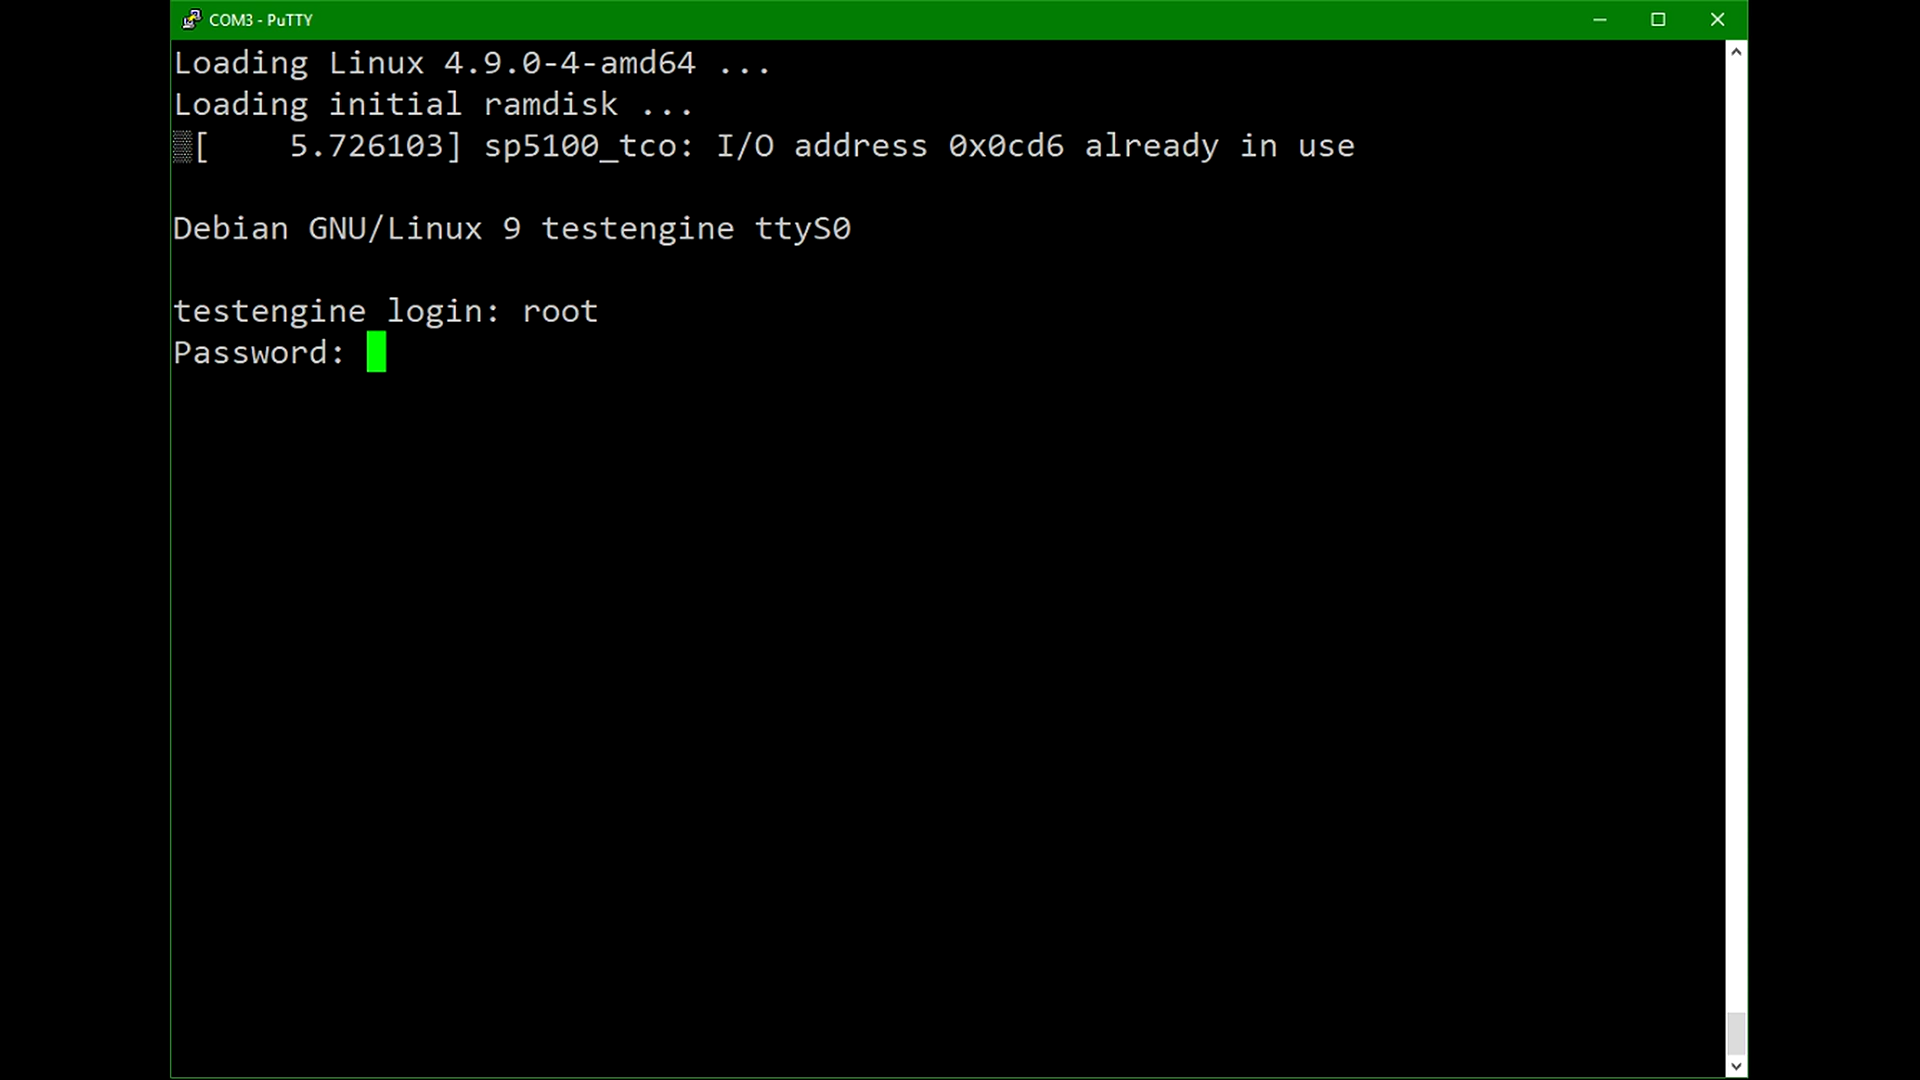 COM3 - PuTTY
Loading Linux 4.9.0-4-amd64 ...
Loading initial ramdisk ...
▒[    5.726103] sp5100_tco: I/O address 0x0cd6 already in use
Debian GNU/Linux 9 testengine ttyS0
testengine login: root
Password: